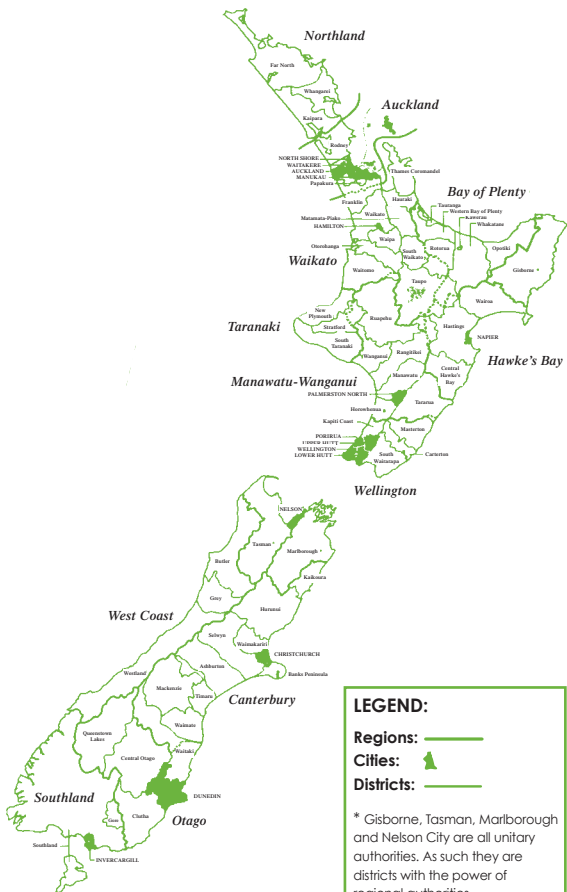 Northland
Far North
Whangarei
Auckland
Kaipara
Rodney
NORTH SHORE
WAITAKERE
AUCKLAND
MANUKAU
Papakura
Thames Coromandel
Bay of Plenty
Franklin
Hauraki
Tauranga
Western Bay of Plenty
Kawerau
Whakatane
Matamata-Piako
Waikato
HAMILTON
Otorohanga
Waipa
South
Waikato
Rotorua
Opotiki
Waikato
Waitomo
Taupo
Gisborne
*
Wairoa
New
Plymouth
Ruapehu
Taranaki
Stratford
Hastings
South
Taranaki
NAPIER
Wanganui
Rangitikei
Hawke's Bay
Central
Hawke's
Bay
Manawatu
Manawatu-Wanganui
PALMERSTON NORTH
Tararua
Horowhenua
Kapiti Coast
Masterton
PORIRUA
UPPER HUTT
WELLINGTON
LOWER HUTT
South
Wairarapa
Carterton
Wellington
NELSON
Tasman *
Marlborough *
Buller
Kaikoura
Grey
Hurunui
West Coast
Selwyn
Waimakariri
CHRISTCHURCH
Ashburton
Banks Peninsula
Westland
Mackenzie
Timaru
Canterbury
Waimate
Queenstown
Lakes
Waitaki
Central Otago
Southland
DUNEDIN
Gore
Clutha
Otago
Southland
INVERCARGILL
LEGEND:
Regions:
Cities:
Districts:
* Gisborne, Tasman, Marlborough
and Nelson City are all unitary
authorities. As such they are
districts with the power of
regional authorities